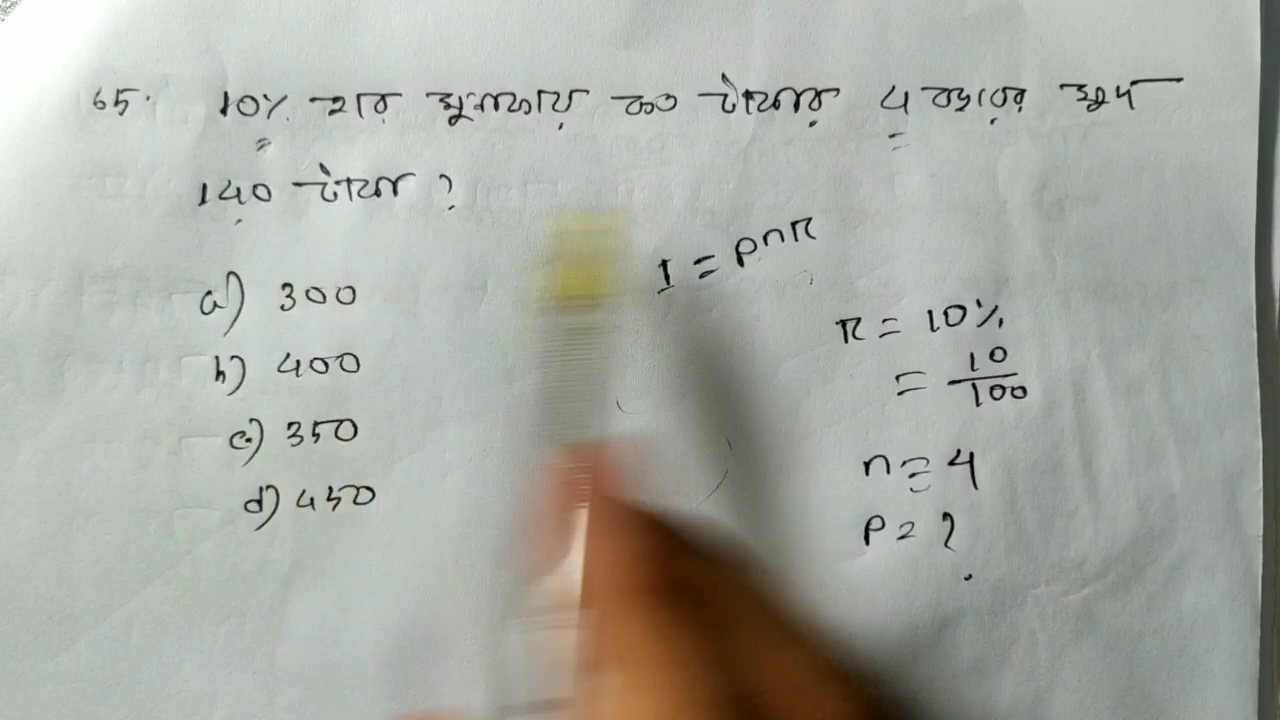 65. 10% হারে মুনাফায় কত টাকার 4 বছরের সুদ
140 টাকা ?
a) 300
b) 400
c) 350
d) 450
I = PnR
R = 10%
= 10/100
n = 4
P = ?